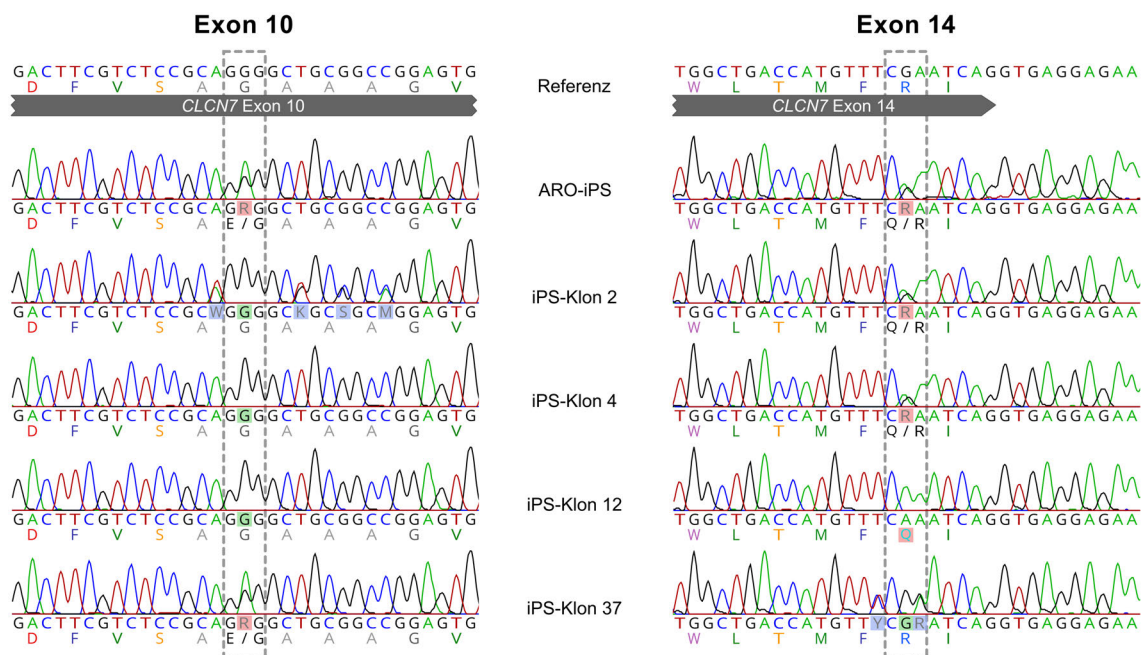 Exon 10 Exon 14
GACTTCGTCTCCGCAGGGGCTGCGGCCGGAGTG Referenz TGGCTGACCATGTTTCGAATCAGGTGAGGAGAA
D F V S A G A A A G V W L T M F R I
CLCN7 Exon 10 CLCN7 Exon 14
ARO-iPS
GACTTCGTCTCCGCAGRGGCTGCGGCCGGAGTG TGGCTGACCATGTTTCRAATCAGGTGAGGAGAA
D F V S A E / G A A A G V W L T M F Q / R I
iPS-Klon 2
GACTTCGTCTCCGCWGGGGCKGCSGCMGGAGTG TGGCTGACCATGTTTCRAATCAGGTGAGGAGAA
D F V S A G A A A G V W L T M F Q / R I
iPS-Klon 4
GACTTCGTCTCCGCAGGGGCTGCGGCCGGAGTG TGGCTGACCATGTTTCRAATCAGGTGAGGAGAA
D F V S A G A A A G V W L T M F Q / R I
iPS-Klon 12
GACTTCGTCTCCGCAGGGGCTGCGGCCGGAGTG TGGCTGACCATGTTTCAAATCAGGTGAGGAGAA
D F V S A G A A A G V W L T M F Q I
iPS-Klon 37
GACTTCGTCTCCGCAGRGGCTGCGGCCGGAGTG TGGCTGACCATGTTYCGRATCAGGTGAGGAGAA
D F V S A E / G A A A G V W L T M F R I